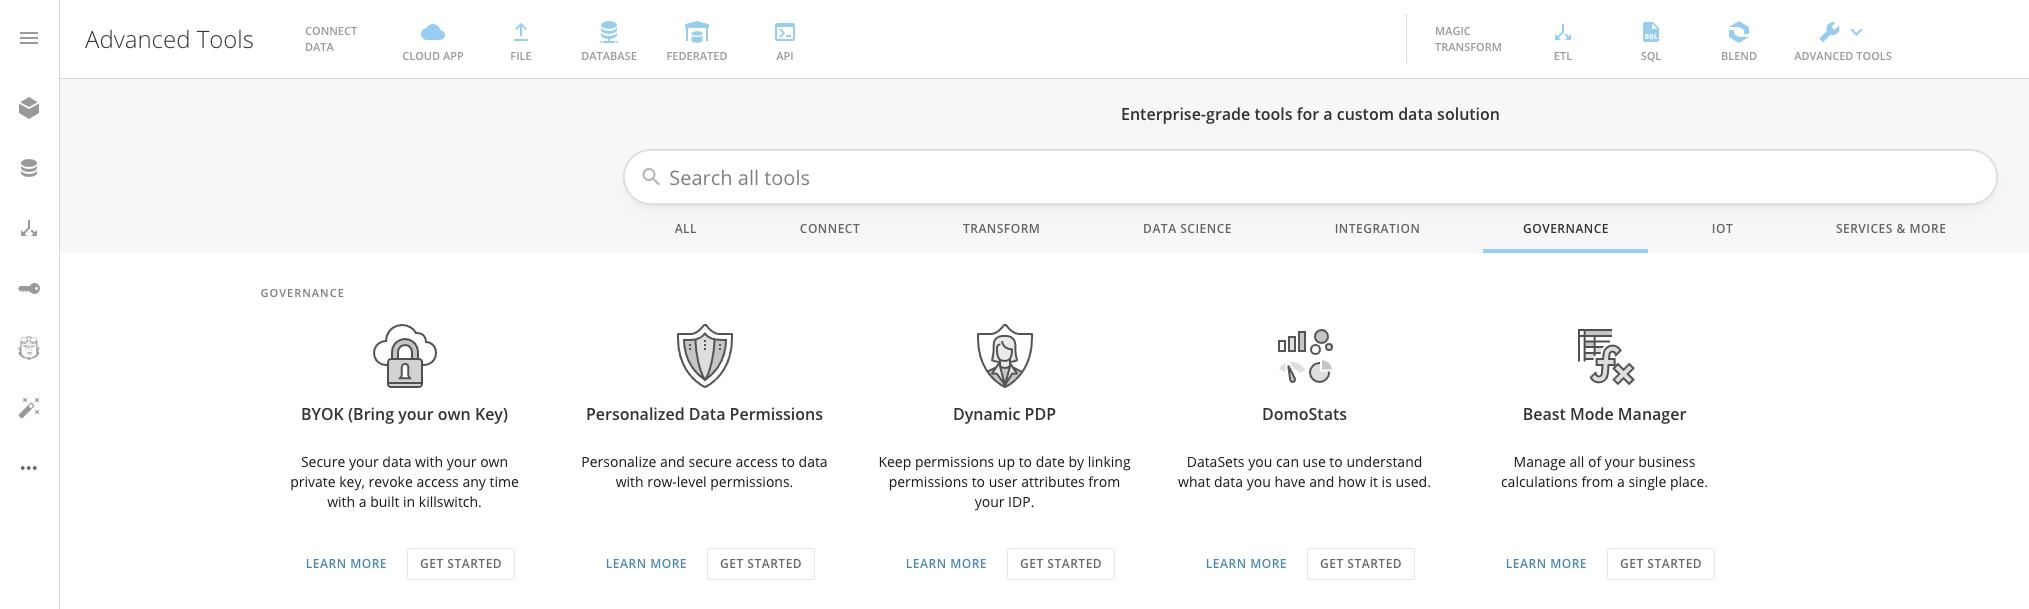 Advanced Tools
CONNECT
DATA
CLOUD APP
FILE
DATABASE
FEDERATED
API
MAGIC
TRANSFORM
ETL
SQL
SQL
BLEND
ADVANCED TOOLS
Enterprise-grade tools for a custom data solution
Search all tools
ALL
CONNECT
TRANSFORM
DATA SCIENCE
INTEGRATION
GOVERNANCE
IOT
SERVICES & MORE
GOVERNANCE
BYOK (Bring your own Key)
Secure your data with your own
private key, revoke access any time
with a built in killswitch.
LEARN MORE
GET STARTED
Personalized Data Permissions
Personalize and secure access to data
with row-level permissions.
LEARN MORE
GET STARTED
Dynamic PDP
Keep permissions up to date by linking
permissions to user attributes from
your IDP.
LEARN MORE
GET STARTED
DomoStats
DataSets you can use to understand
what data you have and how it is used.
LEARN MORE
GET STARTED
fx
Beast Mode Manager
Manage all of your business
calculations from a single place.
LEARN MORE
GET STARTED